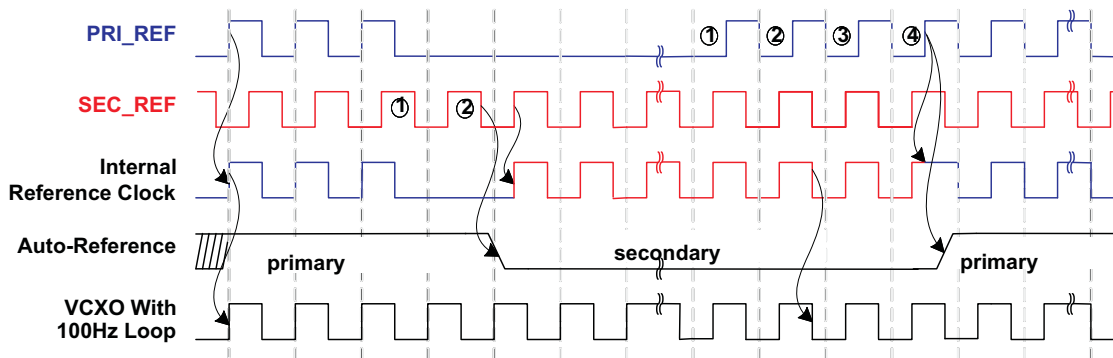 PRI_REF
1 2 3 4
SEC_REF
1 2
Internal
Reference Clock
Auto-Reference
primary
secondary
primary
VCXO With
100Hz Loop